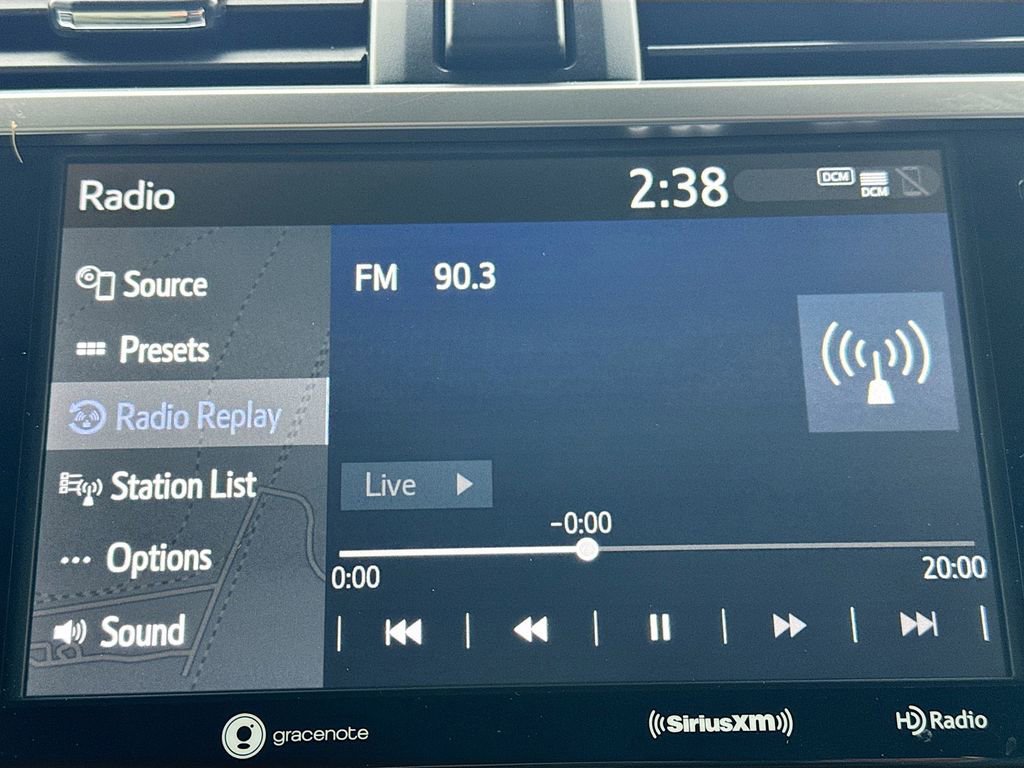 Radio
2:38
DCM
DCM
Source
Presets
Radio Replay
Station List
Options
Sound
FM 90.3
Live
-0:00
0:00
20:00
gracenote
SiriusXM
HD Radio